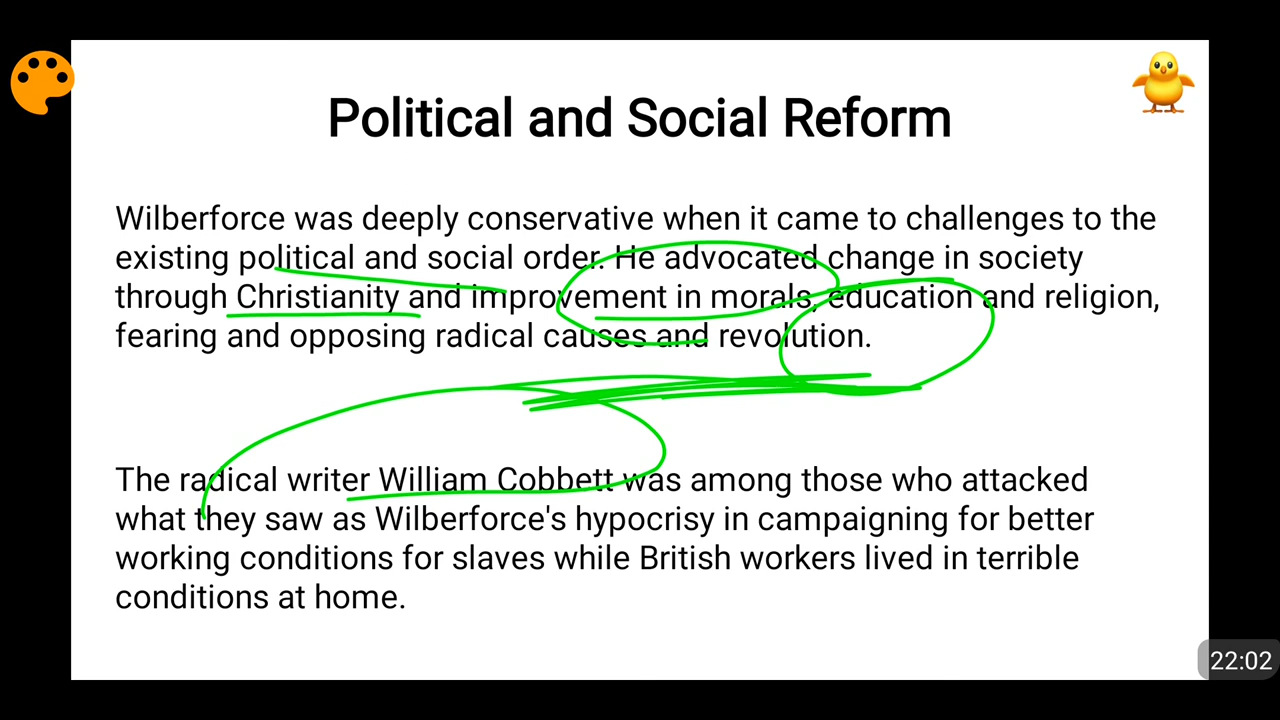 Political and Social Reform
Wilberforce was deeply conservative when it came to challenges to the
existing political and social order. He advocated change in society
through Christianity and improvement in morals, education and religion,
fearing and opposing radical causes and revolution.
The radical writer William Cobbett was among those who attacked
what they saw as Wilberforce's hypocrisy in campaigning for better
working conditions for slaves while British workers lived in terrible
conditions at home.
22:02